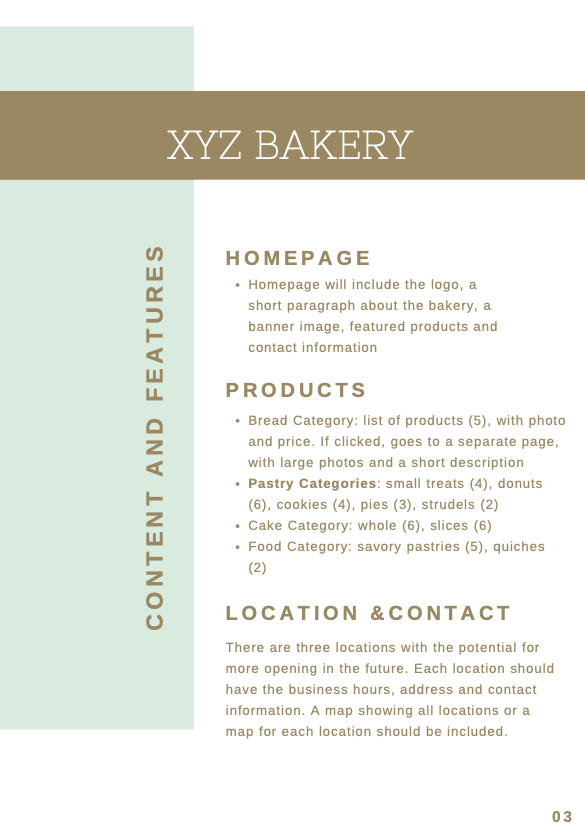 XYZ BAKERY
CONTENT AND FEATURES
HOMEPAGE
• Homepage will include the logo, a
short paragraph about the bakery, a
banner image, featured products and
contact information
PRODUCTS
• Bread Category: list of products (5), with photo
and price. If clicked, goes to a separate page,
with large photos and a short description
• Pastry Categories: small treats (4), donuts
(6), cookies (4), pies (3), strudels (2)
• Cake Category: whole (6), slices (6)
• Food Category: savory pastries (5), quiches
(2)
LOCATION &CONTACT
There are three locations with the potential for
more opening in the future. Each location should
have the business hours, address and contact
information. A map showing all locations or a
map for each location should be included.
03